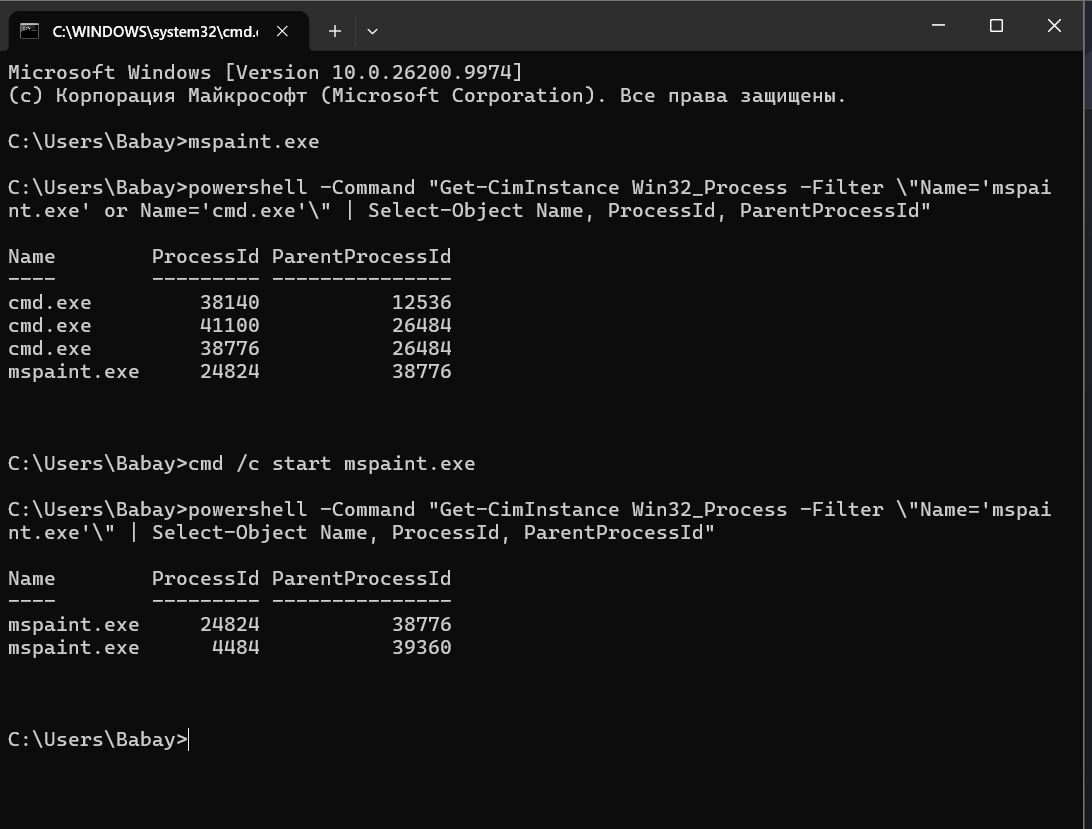 C:\WINDOWS\system32\cmd.e
Microsoft Windows [Version 10.0.26200.9974]
(c) Корпорация Майкрософт (Microsoft Corporation). Все права защищены.
C:\Users\Babay>mspaint.exe
C:\Users\Babay>powershell -Command "Get-CimInstance Win32_Process -Filter \"Name='mspai
nt.exe' or Name='cmd.exe'\" | Select-Object Name, ProcessId, ParentProcessId"
Name        ProcessId ParentProcessId
----        --------- ---------------
cmd.exe         38140           12536
cmd.exe         41100           26484
cmd.exe         38776           26484
mspaint.exe     24824           38776
C:\Users\Babay>cmd /c start mspaint.exe
C:\Users\Babay>powershell -Command "Get-CimInstance Win32_Process -Filter \"Name='mspai
nt.exe'\" | Select-Object Name, ProcessId, ParentProcessId"
Name        ProcessId ParentProcessId
----        --------- ---------------
mspaint.exe     24824           38776
mspaint.exe      4484           39360
C:\Users\Babay>